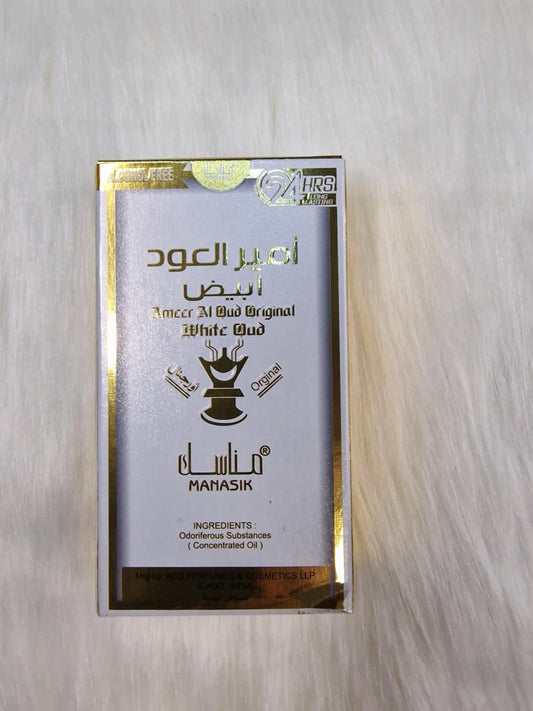 ALCOHOL FREE
24 HRS
LONG
LASTING
أمير العود
أبيض
Ameer Al Oud Original
White Oud
اورجينال
Orginal
مناسك ®
MANASIK
INGREDIENTS :
Odoriferous Substances
( Concentrated Oil )
Mfg by: ACO PERFUMES & COSMETICS LLP
SURAT, INDIA.